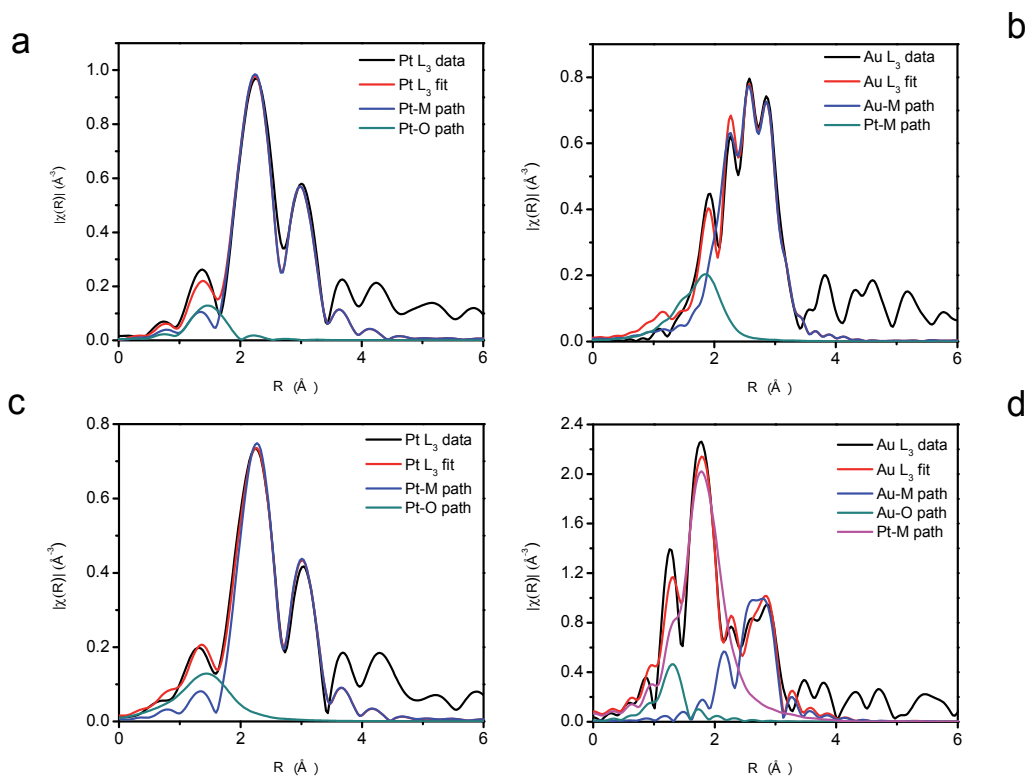 a
1.0
0.8
0.6
0.4
0.2
0.0
|χ(R)| (Å⁻³)
0 2 4 6
R (Å)
Pt L₃ data
Pt L₃ fit
Pt-M path
Pt-O path
b
0.8
0.6
0.4
0.2
0.0
|χ(R)| (Å⁻³)
0 2 4 6
R (Å)
Au L₃ data
Au L₃ fit
Au-M path
Pt-M path
c
0.8
0.6
0.4
0.2
0.0
|χ(R)| (Å⁻³)
0 2 4 6
R (Å)
Pt L₃ data
Pt L₃ fit
Pt-M path
Pt-O path
d
2.4
2.0
1.6
1.2
0.8
0.4
0.0
|χ(R)| (Å⁻³)
0 2 4 6
R (Å)
Au L₃ data
Au L₃ fit
Au-M path
Au-O path
Pt-M path